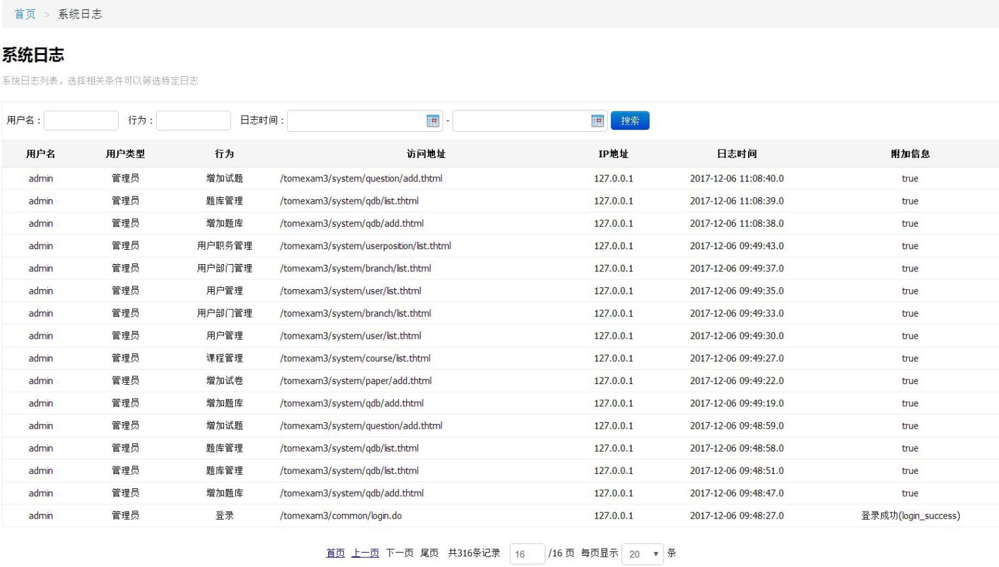 首页 > 系统日志
系统日志
系统日志列表，选择相关条件可以筛选特定日志
用户名： 行为： 日志时间： - 搜索
用户名 用户类型 行为 访问地址 IP地址 日志时间 附加信息
admin 管理员 增加试题 /tomexam3/system/question/add.thtml 127.0.0.1 2017-12-06 11:08:40.0 true
admin 管理员 题库管理 /tomexam3/system/qdb/list.thtml 127.0.0.1 2017-12-06 11:08:39.0 true
admin 管理员 增加题库 /tomexam3/system/qdb/add.thtml 127.0.0.1 2017-12-06 11:08:38.0 true
admin 管理员 用户职务管理 /tomexam3/system/userposition/list.thtml 127.0.0.1 2017-12-06 09:49:43.0 true
admin 管理员 用户部门管理 /tomexam3/system/branch/list.thtml 127.0.0.1 2017-12-06 09:49:37.0 true
admin 管理员 用户管理 /tomexam3/system/user/list.thtml 127.0.0.1 2017-12-06 09:49:35.0 true
admin 管理员 用户部门管理 /tomexam3/system/branch/list.thtml 127.0.0.1 2017-12-06 09:49:33.0 true
admin 管理员 用户管理 /tomexam3/system/user/list.thtml 127.0.0.1 2017-12-06 09:49:30.0 true
admin 管理员 课程管理 /tomexam3/system/course/list.thtml 127.0.0.1 2017-12-06 09:49:27.0 true
admin 管理员 增加试卷 /tomexam3/system/paper/add.thtml 127.0.0.1 2017-12-06 09:49:22.0 true
admin 管理员 增加题库 /tomexam3/system/qdb/add.thtml 127.0.0.1 2017-12-06 09:49:19.0 true
admin 管理员 增加试题 /tomexam3/system/question/add.thtml 127.0.0.1 2017-12-06 09:48:59.0 true
admin 管理员 题库管理 /tomexam3/system/qdb/list.thtml 127.0.0.1 2017-12-06 09:48:58.0 true
admin 管理员 题库管理 /tomexam3/system/qdb/list.thtml 127.0.0.1 2017-12-06 09:48:51.0 true
admin 管理员 增加题库 /tomexam3/system/qdb/add.thtml 127.0.0.1 2017-12-06 09:48:47.0 true
admin 管理员 登录 /tomexam3/common/login.do 127.0.0.1 2017-12-06 09:48:27.0 登录成功(login_success)
首页 上一页 下一页 尾页 共316条记录 16 /16 页 每页显示 20 条